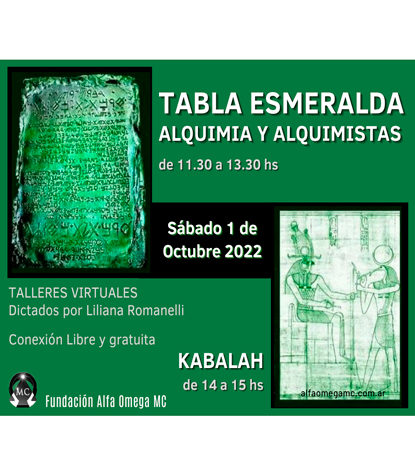 TABLA ESMERALDA
ALQUIMIA Y ALQUIMISTAS
de 11.30 a 13.30 hs
Sábado 1 de
Octubre 2022
TALLERES VIRTUALES
Dictados por Liliana Romanelli
Conexión Libre y gratuita
KABALAH
de 14 a 15 hs
alfaomegamc.com.ar
MC
Fundación Alfa Omega MC